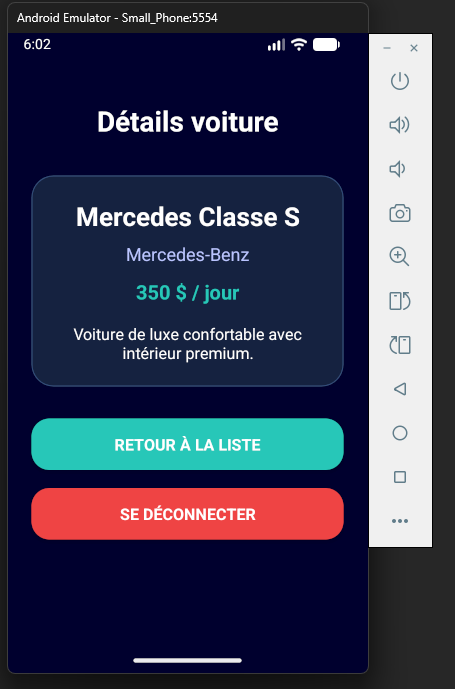 Android Emulator - Small_Phone:5554
6:02
Détails voiture
Mercedes Classe S
Mercedes-Benz
350 $ / jour
Voiture de luxe confortable avec
intérieur premium.
RETOUR À LA LISTE
SE DÉCONNECTER